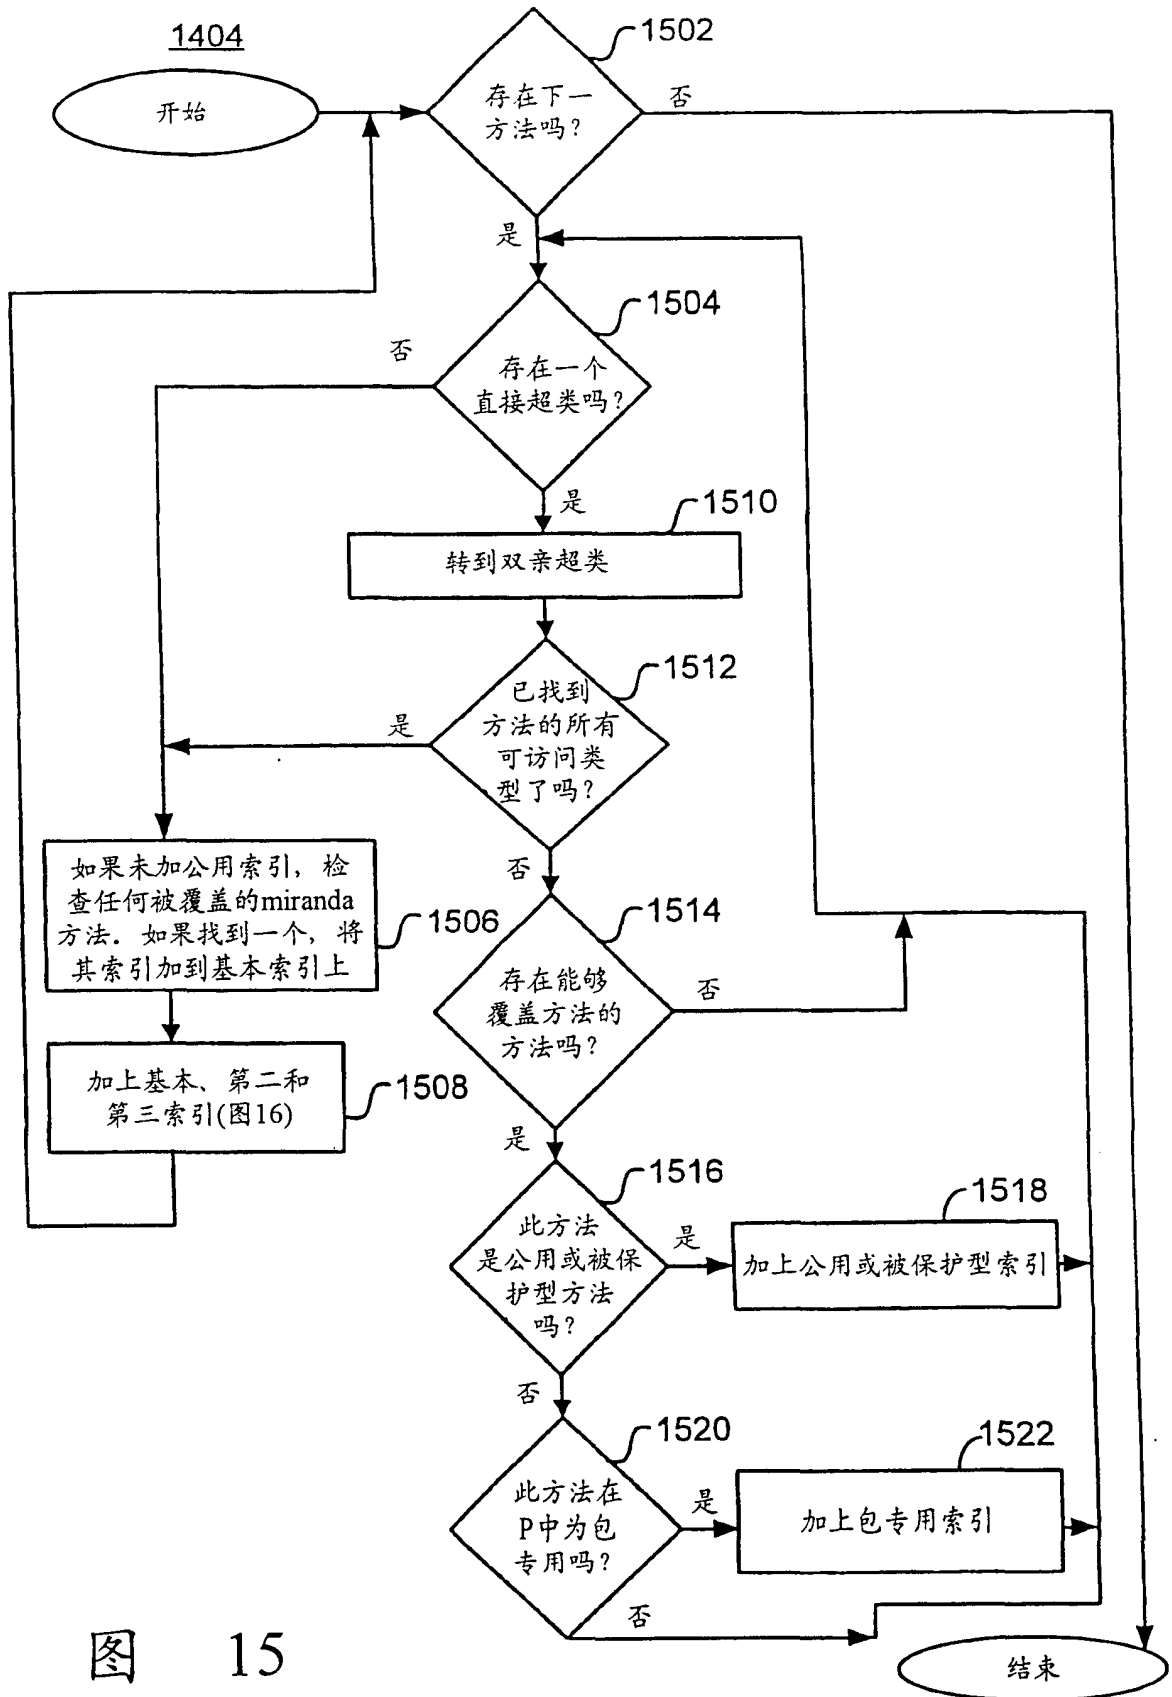 1404
开始
1502
存在下一
方法吗？
否
是
1504
存在一个
直接超类吗？
否
是
1510
转到双亲超类
1512
已找到
方法的所有
可访问类
型了吗？
是
否
如果未加公用索引，检
查任何被覆盖的miranda
方法．如果找到一个，将
其索引加到基本索引上
1506
1514
存在能够
覆盖方法的
方法吗？
否
加上基本、第二和
第三索引(图16)
1508
是
1516
此方法
是公用或被保
护型方法
吗？
是
1518
加上公用或被保护型索引
否
1520
此方法在
P中为包
专用吗？
是
1522
加上包专用索引
否
图 15
结束